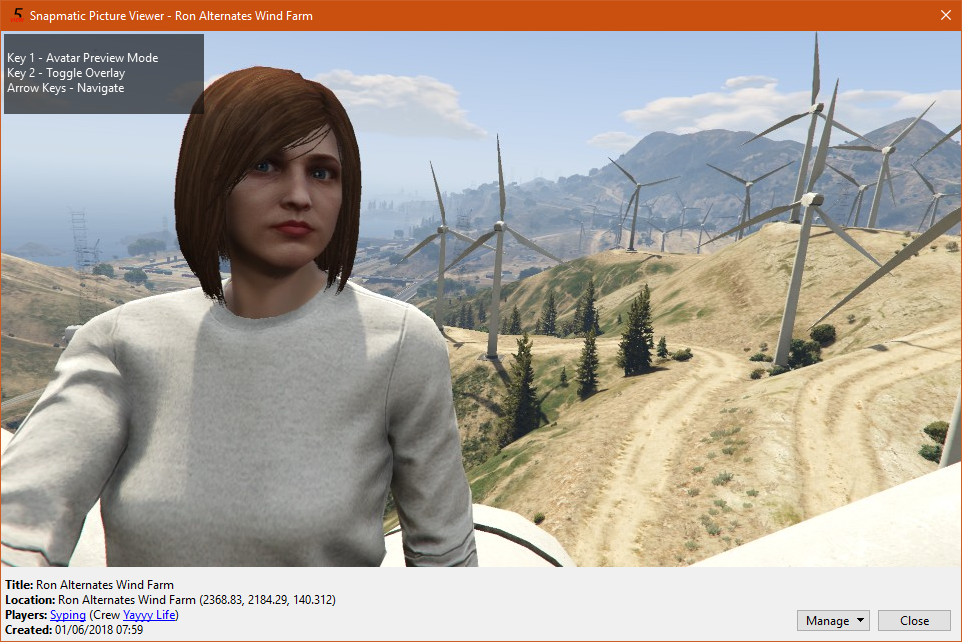 Snapmatic Picture Viewer - Ron Alternates Wind Farm
Key 1 - Avatar Preview Mode
Key 2 - Toggle Overlay
Arrow Keys - Navigate
Title: Ron Alternates Wind Farm
Location: Ron Alternates Wind Farm (2368.83, 2184.29, 140.312)
Players: Syping (Crew Yayyy Life)
Created: 01/06/2018 07:59
Manage
Close